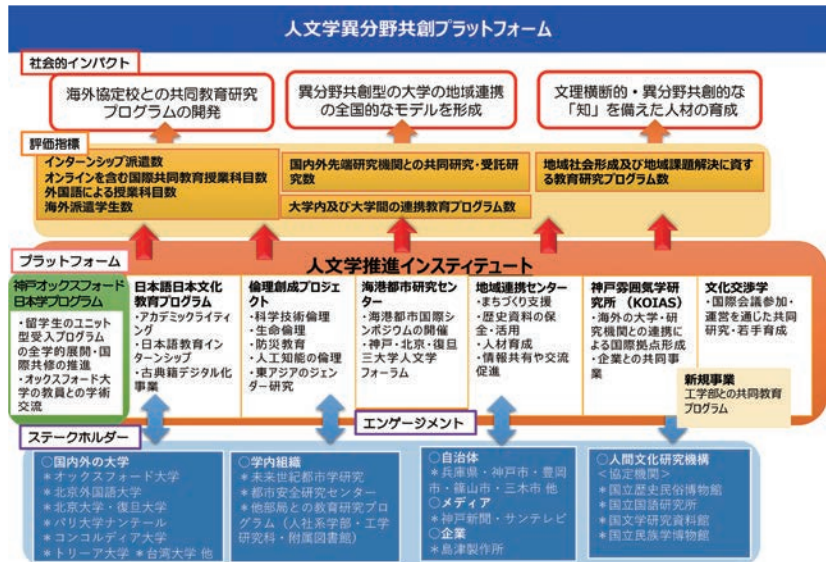 人文学異分野共創プラットフォーム
社会的インパクト
海外協定校との共同教育研究
プログラムの開発
異分野共創型の大学の地域連携
の全国的なモデルを形成
文理横断的・異分野共創的な
「知」を備えた人材の育成
評価指標
インターンシップ派遣数
オンラインを含む国際共同教育授業科目数
外国語による授業科目数
海外派遣学生数
国内外先端研究機関との共同研究・受託研
究数
大学内及び大学間の連携教育プログラム数
地域社会形成及び地域課題解決に資す
る教育研究プログラム数
プラットフォーム
人文学推進インスティテュート
神戸オックスフォード
日本学プログラム
・留学生のユニット
型受入プログラム
の全学的展開・国
際共修の推進
・オックスフォード大
学の教員との学術
交流
日本語日本文化
教育プログラム
・アカデミックライティ
ング
・日本語教育イン
ターンシップ
・古典籍デジタル化
事業
倫理創成プロジェ
クト
・科学技術倫理
・生命倫理
・防災教育
・人工知能の倫理
・東アジアのジェン
ダー研究
海港都市研究セン
ター
・海港都市国際シ
ンポジウムの開催
・神戸・北京・復旦
三大学人文学
フォーラム
地域連携センター
・まちづくり支援
・歴史資料の保
全・活用
・人材育成
・情報共有や交流
促進
神戸雰囲気学研
究所（KOIAS）
・海外の大学・研
究機関との連携に
よる国際拠点形成
・企業との共同事
業
文化交渉学
・国際会議参加・
運営を通じた共同
研究・若手育成
新規事業
工学部との共同教育
プログラム
ステークホルダー
エンゲージメント
○国内外の大学
＊オックスフォード大学
＊北京外国語大学
＊北京大学・復旦大学
＊パリ大学ナンテール
＊コンコルディア大学
＊トリーア大学 ＊台湾大学 他
○学内組織
＊未来世紀都市学研究
＊都市安全研究センター
＊他部局との教育研究プロ
グラム（人社系学部・工学
研究科・附属図書館）
○自治体
＊兵庫県・神戸市・豊岡
市・篠山市・三木市 他
○メディア
＊神戸新聞・サンテレビ
○企業
＊島津製作所
○人間文化研究機構
＜協定機関＞
＊国立歴史民俗博物館
＊国立国語研究所
＊国文学研究資料館
＊国立民族学博物館